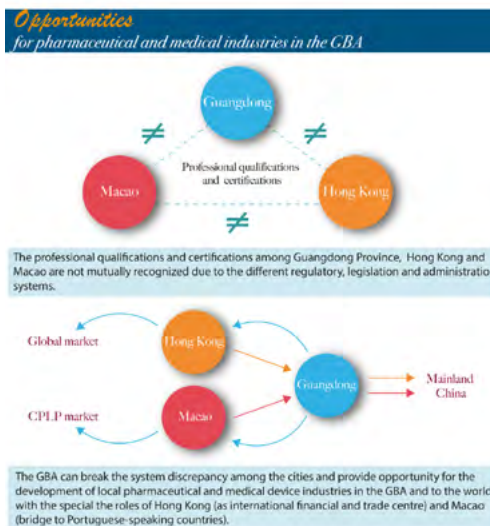 Opportunities
for pharmaceutical and medical industries in the GBA
Guangdong
≠
≠
Professional qualifications
and certifications
Macao
Hong Kong
≠
The professional qualifications and certifications among Guangdong Province, Hong Kong and
Macao are not mutually recognized due to the different regulatory, legislation and administratio
systems.
Global market
Hong Kong
Guangdong
Mainland
China
CPLP market
Macao
The GBA can break the system discrepancy among the cities and provide opportunity for the
development of local pharmaceutical and medical device industries in the GBA and to the world
with the special the roles of Hong Kong (as international financial and trade centre) and Macao
(bridge to Portuguese-speaking countries).